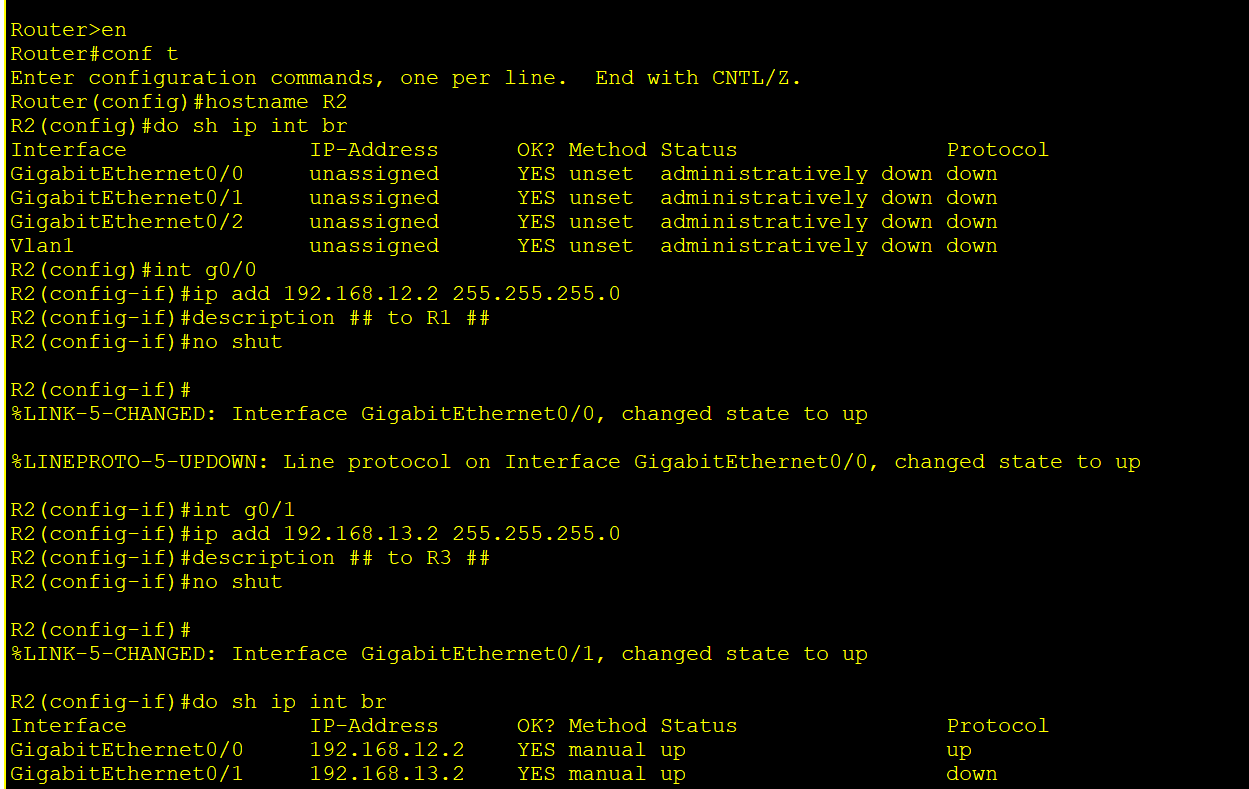 Router>en
Router#conf t
Enter configuration commands, one per line.  End with CNTL/Z.
Router(config)#hostname R2
R2(config)#do sh ip int br
Interface              IP-Address      OK? Method Status                Protocol
GigabitEthernet0/0     unassigned      YES unset  administratively down down
GigabitEthernet0/1     unassigned      YES unset  administratively down down
GigabitEthernet0/2     unassigned      YES unset  administratively down down
Vlan1                  unassigned      YES unset  administratively down down
R2(config)#int g0/0
R2(config-if)#ip add 192.168.12.2 255.255.255.0
R2(config-if)#description ## to R1 ##
R2(config-if)#no shut
R2(config-if)#
%LINK-5-CHANGED: Interface GigabitEthernet0/0, changed state to up
%LINEPROTO-5-UPDOWN: Line protocol on Interface GigabitEthernet0/0, changed state to up
R2(config-if)#int g0/1
R2(config-if)#ip add 192.168.13.2 255.255.255.0
R2(config-if)#description ## to R3 ##
R2(config-if)#no shut
R2(config-if)#
%LINK-5-CHANGED: Interface GigabitEthernet0/1, changed state to up
R2(config-if)#do sh ip int br
Interface              IP-Address      OK? Method Status                Protocol
GigabitEthernet0/0     192.168.12.2    YES manual up                    up
GigabitEthernet0/1     192.168.13.2    YES manual up                    down